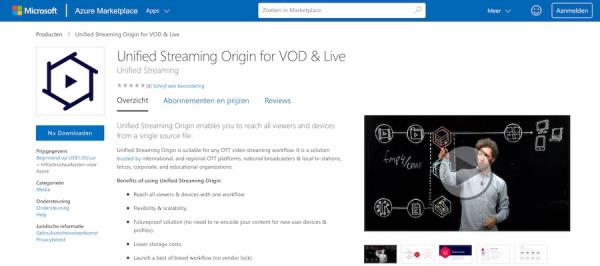 Microsoft
Azure Marketplace
Apps
Zoeken in Marketplace
Meer
Aanmelden
Producten > Unified Streaming Origin for VOD & Live
Unified Streaming Origin for VOD & Live
Unified Streaming
(0) Schrijf een beoordeling
Overzicht
Abonnementen en prijzen
Reviews
Nu Downloaden
Prijsgegevens
Beginnend op US$1,25/uur
+ Infrastructuurkosten voor
Azure
Categorieën
Media
Ondersteuning
Ondersteuning
Help
Juridische informatie
Gebruiksrechtovereenkomst
Privacybeleid
Unified Streaming Origin enables you to reach all viewers and devices
from a single source file.
Unified Streaming Origin is suitable for any OTT video streaming workflow. It is a solution
trusted by international, and regional OTT platforms, national broadcasters & local tv-stations,
telcos, corporate, and educational organizations.
Benefits of using Unified Streaming Origin
• Reach all viewers & devices with one workflow
• Flexibility & scalability.
• Futureproof solution (no need to re-encode your content for new user devices &
profiles).
• Lower storage costs.
• Launch a best of breed workflow (no vendor lock).